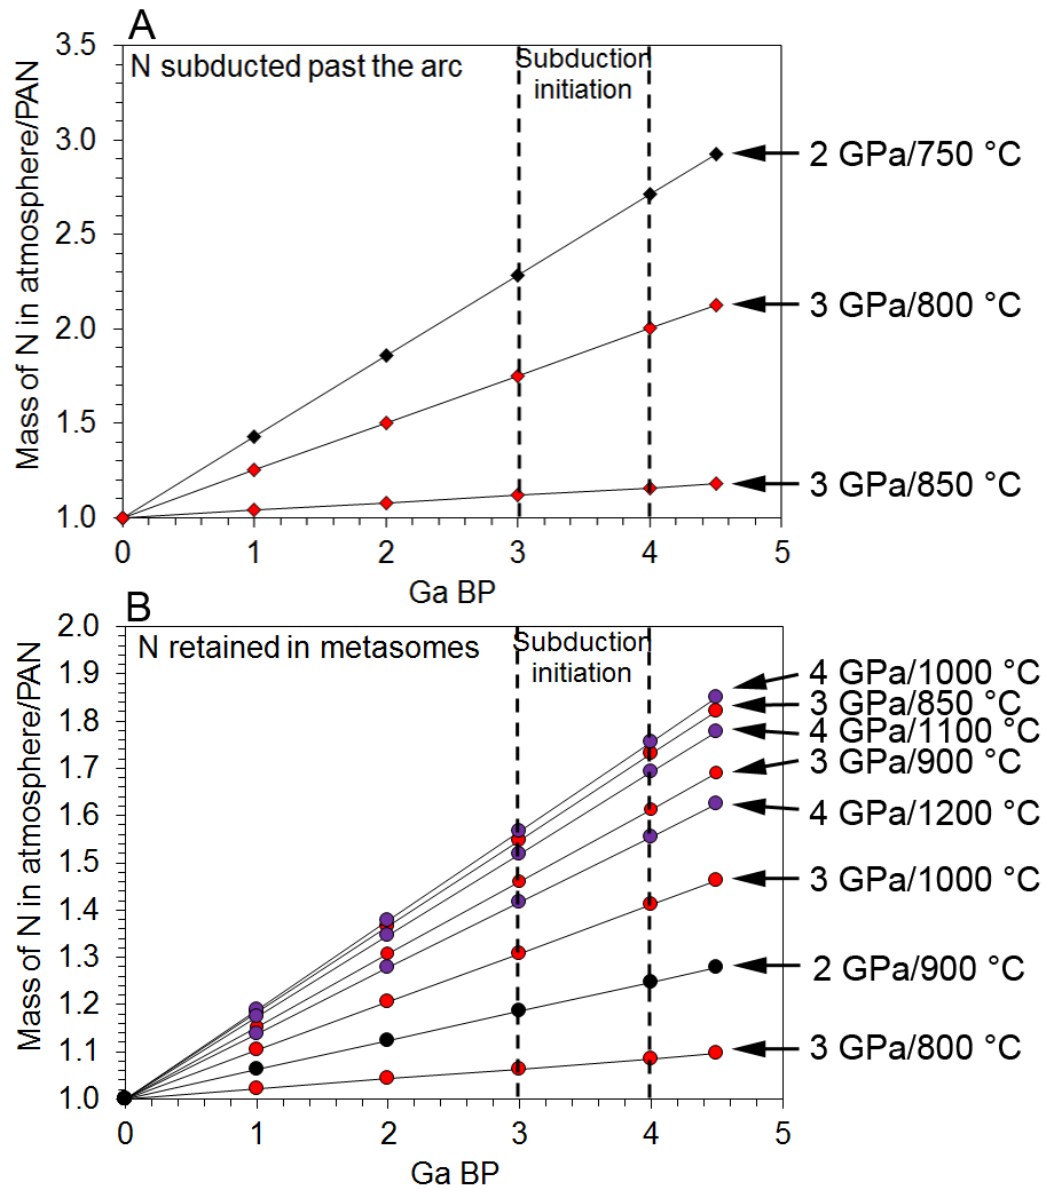 A
N subducted past the arc
Subduction
initiation
3.5
3.0
2.5
2.0
1.5
1.0
Mass of N in atmosphere/PAN
0 1 2 3 4 5
Ga BP
2 GPa/750 °C
3 GPa/800 °C
3 GPa/850 °C
B
N retained in metasomes
Subduction
initiation
2.0
1.9
1.8
1.7
1.6
1.5
1.4
1.3
1.2
1.1
1.0
Mass of N in atmosphere/PAN
0 1 2 3 4 5
Ga BP
4 GPa/1000 °C
3 GPa/850 °C
4 GPa/1100 °C
3 GPa/900 °C
4 GPa/1200 °C
3 GPa/1000 °C
2 GPa/900 °C
3 GPa/800 °C